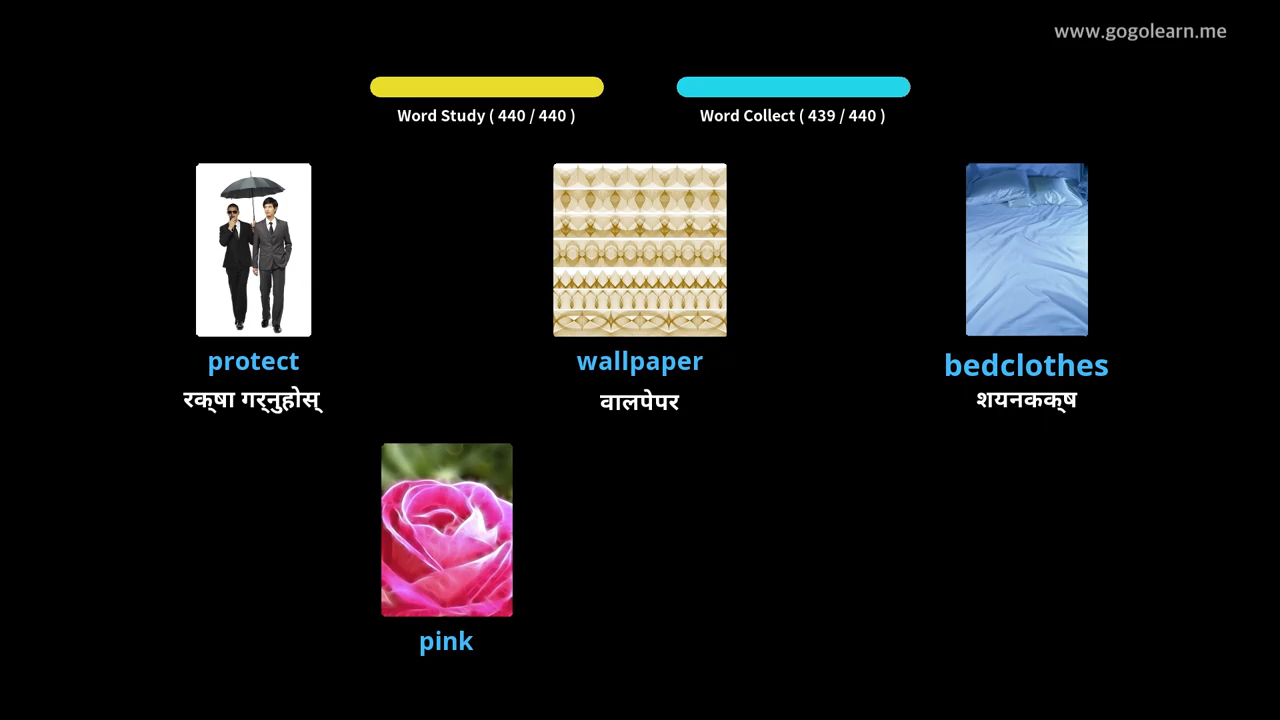 www.gogolearn.me
Word Study ( 440 / 440 )
Word Collect ( 439 / 440 )
protect
wallpaper
bedclothes
रक्षा गर्नुहोस्
वालपेपर
शयनकक्ष
pink